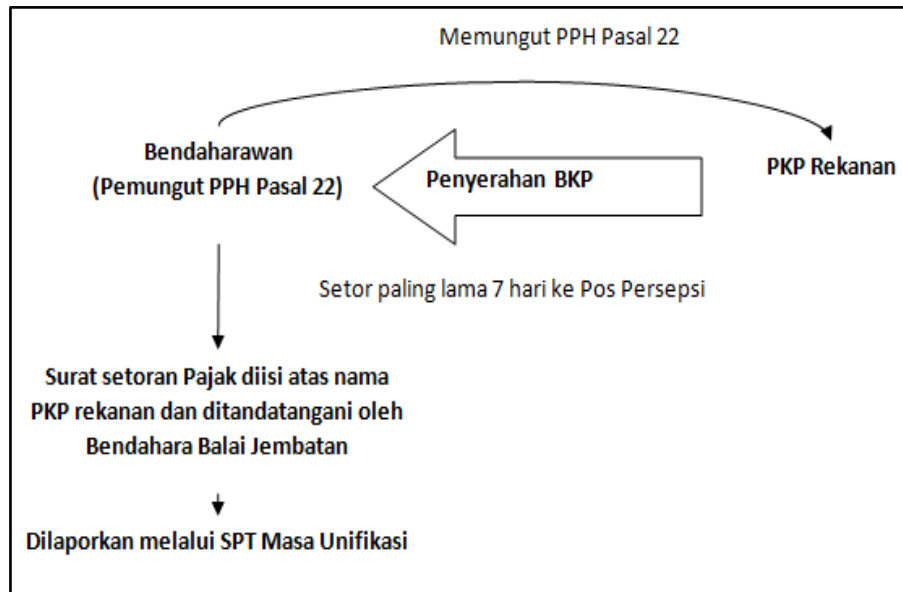 Memungut PPH Pasal 22
Bendaharawan
(Pemungut PPH Pasal 22)
Penyerahan BKP
PKP Rekanan
Setor paling lama 7 hari ke Pos Persepsi
Surat setoran Pajak diisi atas nama
PKP rekanan dan ditandatangani oleh
Bendahara Balai Jembatan
Dilaporkan melalui SPT Masa Unifikasi